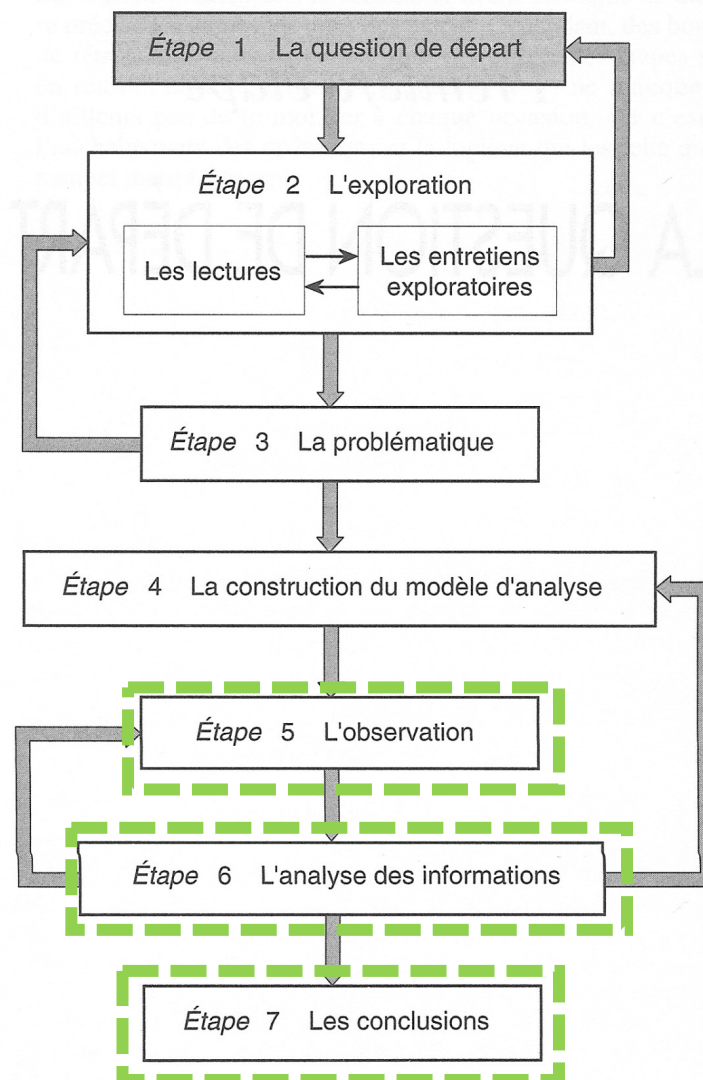 Étape 1 La question de départ
Étape 2 L'exploration
Les lectures
Les entretiens
exploratoires
Étape 3 La problématique
Étape 4 La construction du modèle d'analyse
Étape 5 L'observation
Étape 6 L'analyse des informations
Étape 7 Les conclusions